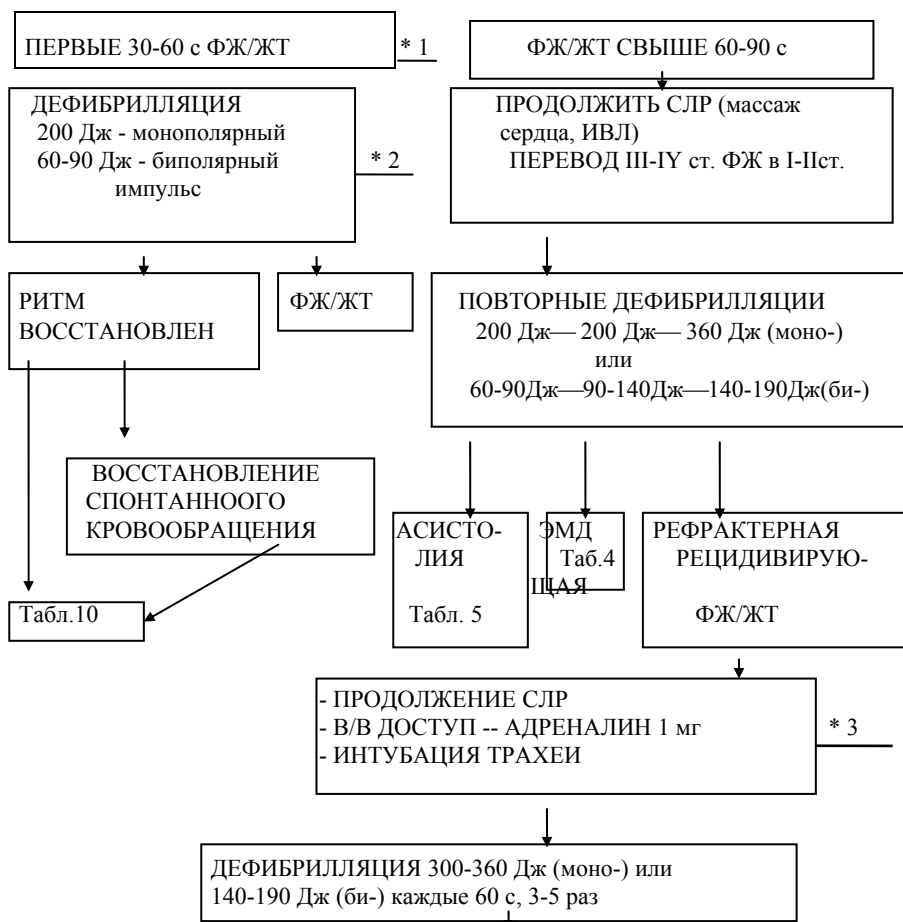 ПЕРВЫЕ 30-60 с ФЖ/ЖТ
* 1
ФЖ/ЖТ СВЫШЕ 60-90 с
ДЕФИБРИЛЛЯЦИЯ
200 Дж - монополярный
60-90 Дж - биполярный
импульс
* 2
ПРОДОЛЖИТЬ СЛР (массаж
сердца, ИВЛ)
ПЕРЕВОД III-IY ст. ФЖ в I-IIст.
РИТМ
ВОССТАНОВЛЕН
ФЖ/ЖТ
ПОВТОРНЫЕ ДЕФИБРИЛЛЯЦИИ
200 Дж— 200 Дж— 360 Дж (моно-)
или
60-90Дж—90-140Дж—140-190Дж(би-)
ВОССТАНОВЛЕНИЕ
СПОНТАННООГО
КРОВООБРАЩЕНИЯ
Табл.10
АСИСТО-
ЛИЯ
Табл. 5
ЭМД
Таб.4
РЕФРАКТЕРНАЯ
РЕЦИДИВИРУЮ-
ЩАЯ
ФЖ/ЖТ
- ПРОДОЛЖЕНИЕ СЛР
- В/В ДОСТУП -- АДРЕНАЛИН 1 мг
- ИНТУБАЦИЯ ТРАХЕИ
* 3
ДЕФИБРИЛЛЯЦИЯ 300-360 Дж (моно-) или
140-190 Дж (би-) каждые 60 с, 3-5 раз